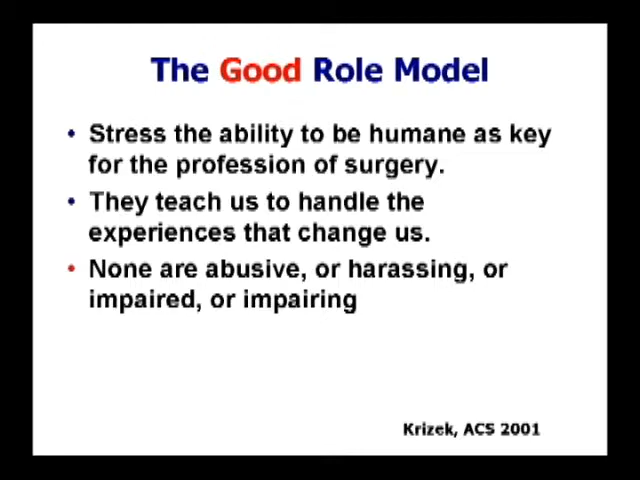 The Good Role Model
• Stress the ability to be humane as key
for the profession of surgery.
• They teach us to handle the
experiences that change us.
• None are abusive, or harassing, or
impaired, or impairing
Krizek, ACS 2001